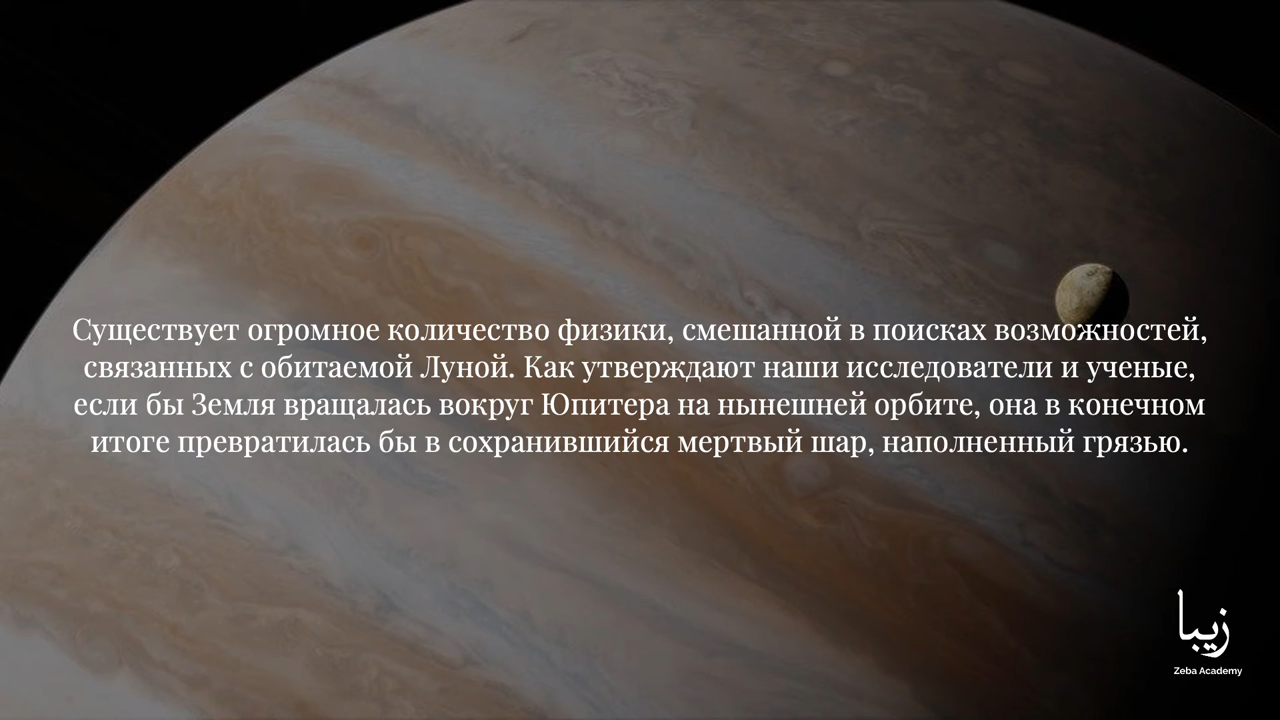 Существует огромное количество физики, смешанной в поисках возможностей,
связанных с обитаемой Луной. Как утверждают наши исследователи и ученые,
если бы Земля вращалась вокруг Юпитера на нынешней орбите, она в конечном
итоге превратилась бы в сохранившийся мертвый шар, наполненный грязью.
زیبا
Zeba Academy